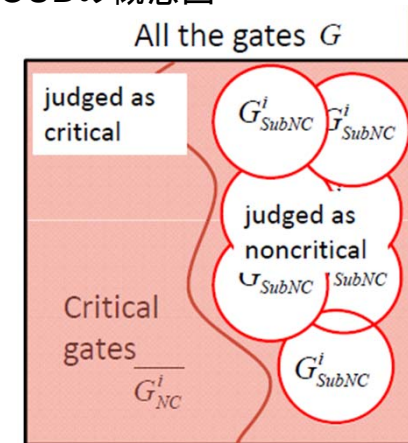 の概念図
All the gates G
judged as
critical
G^i_SubNC G^i_SubNC
judged as
noncritical
G_SubNC SubNC
Critical
gates
\overline{G^i_NC}
G^i_SubNC